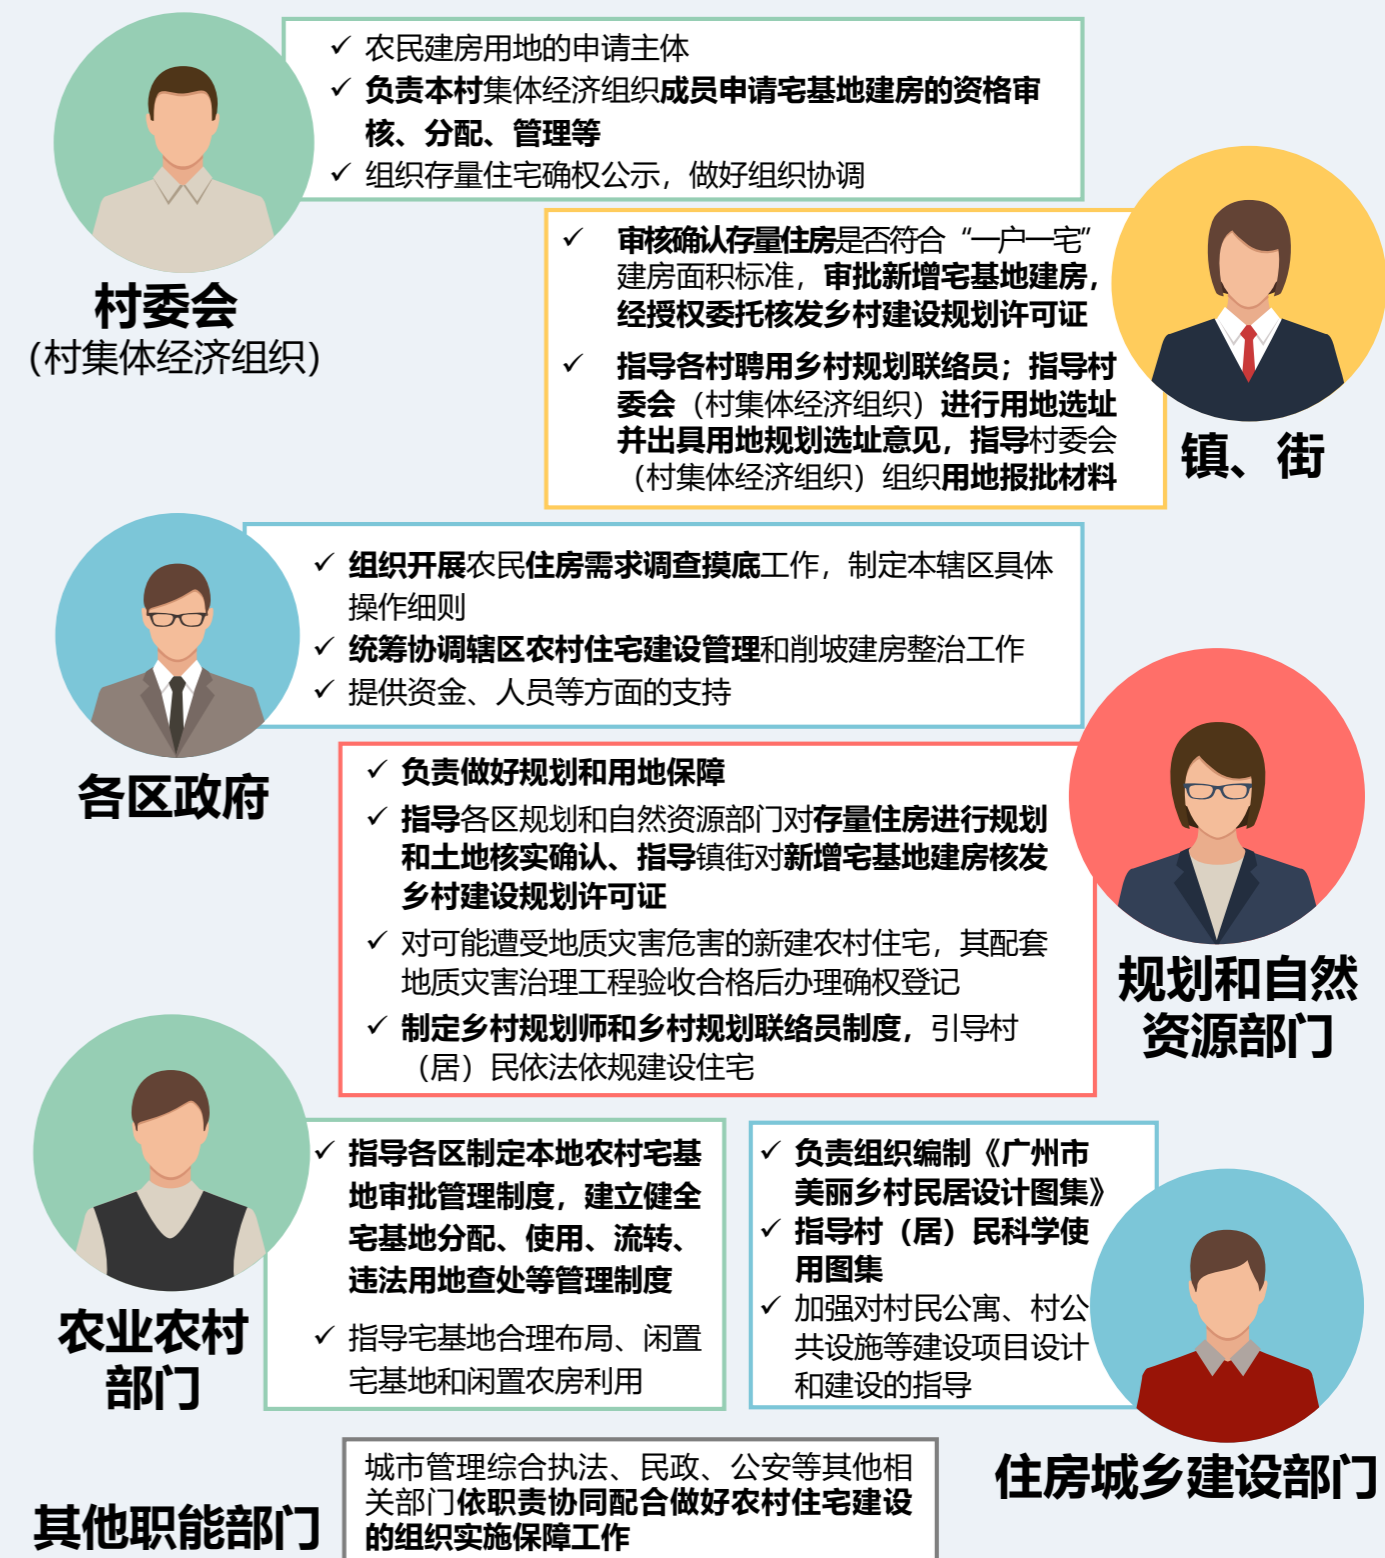 农民建房用地的申请主体
负责本村集体经济组织成员申请宅基地建房的资格审
核、分配、管理等
组织存量住宅确权公示，做好组织协调
村委会
（村集体经济组织）
审核确认存量住房是否符合“一户一宅”
建房面积标准，审批新增宅基地建房，
经授权委托核发乡村建设规划许可证
指导各村聘用乡村规划联络员；指导村
委会（村集体经济组织）进行用地选址
并出具用地规划选址意见，指导村委会
（村集体经济组织）组织用地报批材料
镇、街
组织开展农民住房需求调查摸底工作，制定本辖区具体
操作细则
统筹协调辖区农村住宅建设管理和削坡建房整治工作
提供资金、人员等方面的支持
各区政府
负责做好规划和用地保障
指导各区规划和自然资源部门对存量住房进行规划
和土地核实确认、指导镇街对新增宅基地建房核发
乡村建设规划许可证
对可能遭受地质灾害危害的新建农村住宅，其配套
地质灾害治理工程验收合格后办理确权登记
制定乡村规划师和乡村规划联络员制度，引导村
（居）民依法依规建设住宅
规划和自然
资源部门
指导各区制定本地农村宅基
地审批管理制度，建立健全
宅基地分配、使用、流转、
违法用地查处等管理制度
指导宅基地合理布局、闲置
宅基地和闲置农房利用
农业农村
部门
负责组织编制《广州市
美丽乡村民居设计图集》
指导村（居）民科学使
用图集
加强对村民公寓、村公
共设施等建设项目设计
和建设的指导
住房城乡建设部门
其他职能部门
城市管理综合执法、民政、公安等其他相
关部门依职责协同配合做好农村住宅建设
的组织实施保障工作